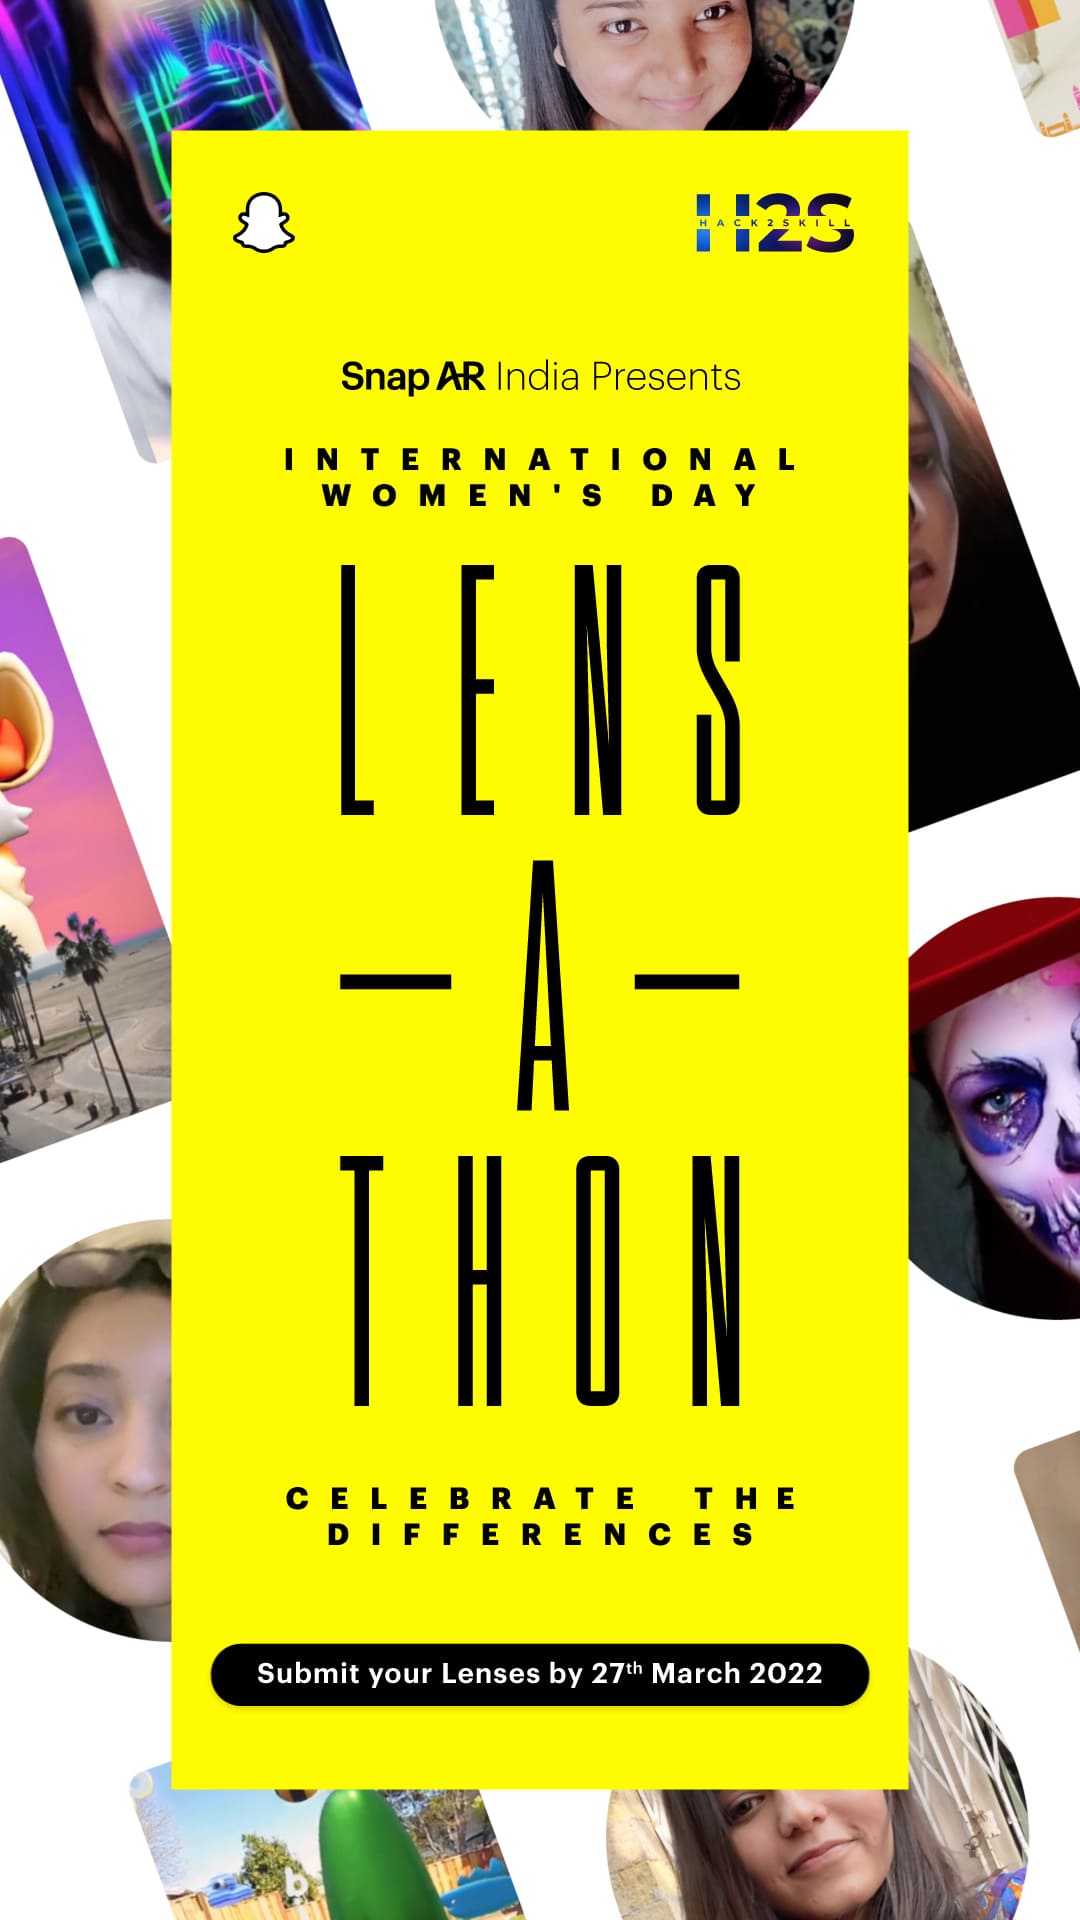 H2S
HACK2SKILL
Snap AR India Presents
INTERNATIONAL
WOMEN'S DAY
LENS
— A —
THON
CELEBRATE THE
DIFFERENCES
Submit your Lenses by 27th March 2022
b